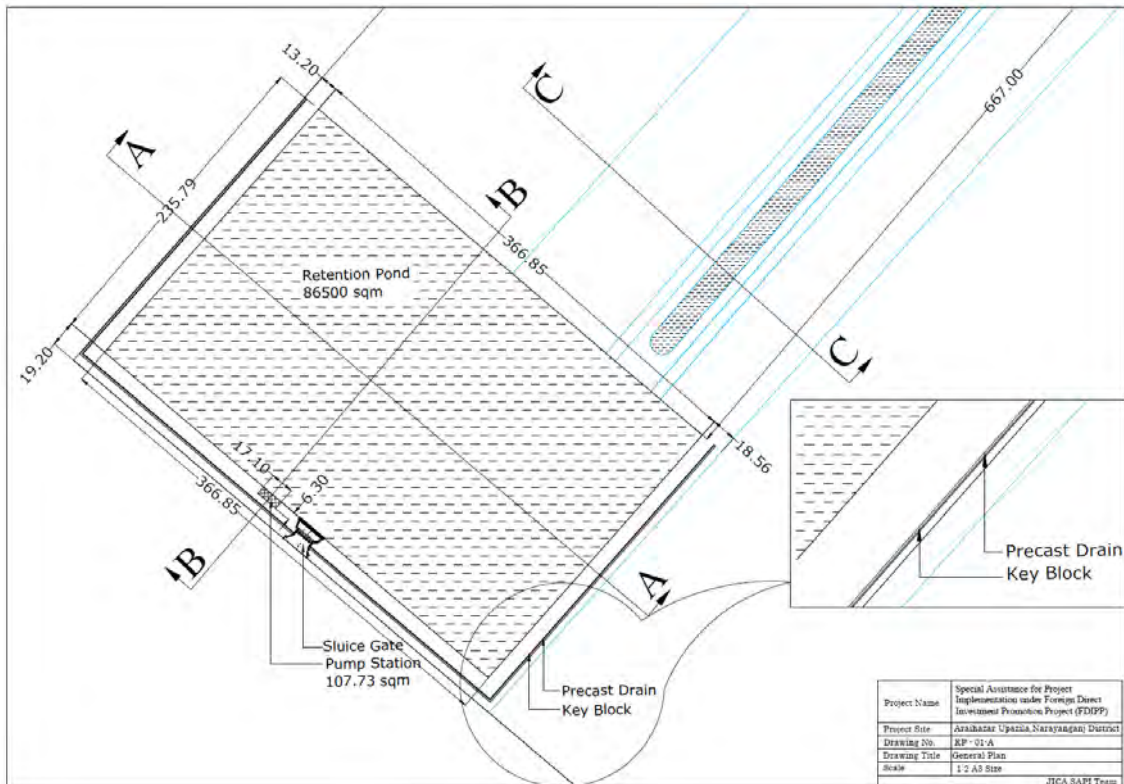 13.20
A
C
667.00
235.79
B
366.85
Retention Pond
86500 sqm
19.20
C
17.10
6.30
18.56
366.85
B
A
Precast Drain
Key Block
Sluice Gate
Pump Station
107.73 sqm
Precast Drain
Key Block
Project Name
Special Assistance for Project
Implementation under Foreign Direct
Investment Promotion Project (FDIPP)
Project Site
Araihazar Upazila, Narayanganj District
Drawing No.
RP - 01-A
Drawing Title
General Plan
Scale
1:2 A3 Size
JICA SAPI Team